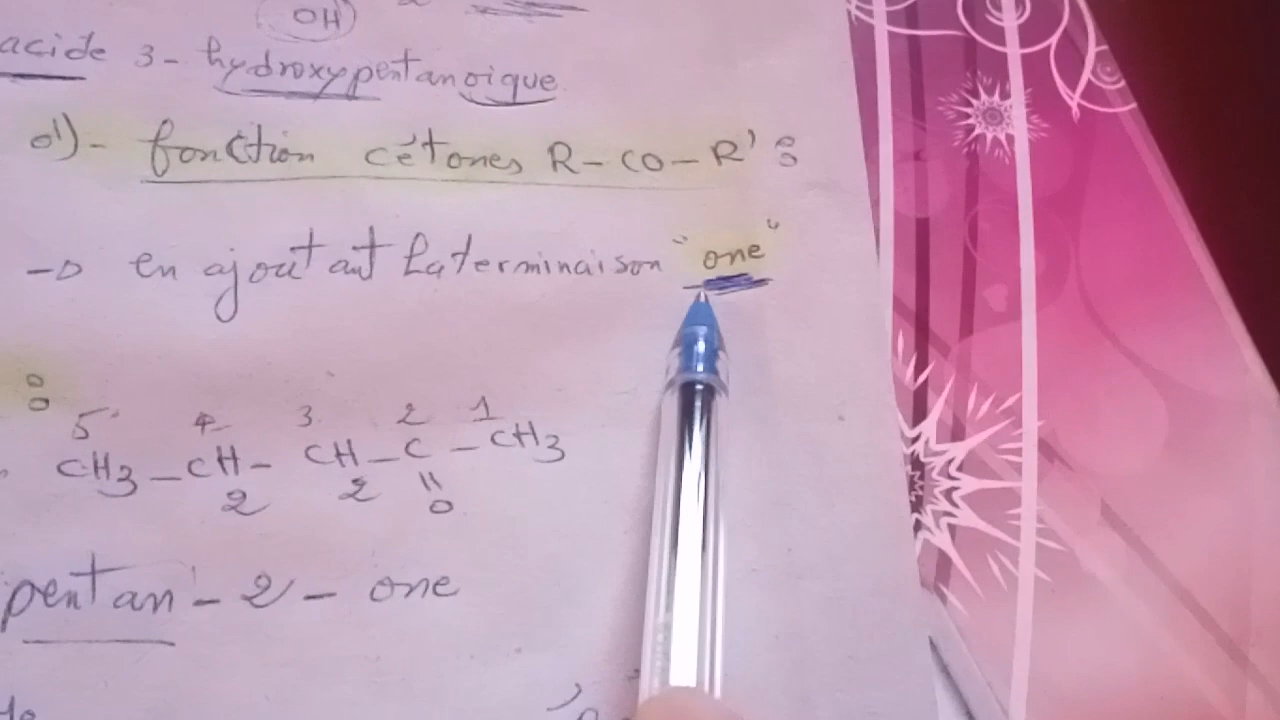 OH
acide 3-hydroxypentanoique
d')- fonction cétones R-CO-R' :
→ en ajoutant la terminaison "one"
:
5 4 3 2 1
CH3-CH-CH-C-CH3
2 2 ||
O
pentan-2-one